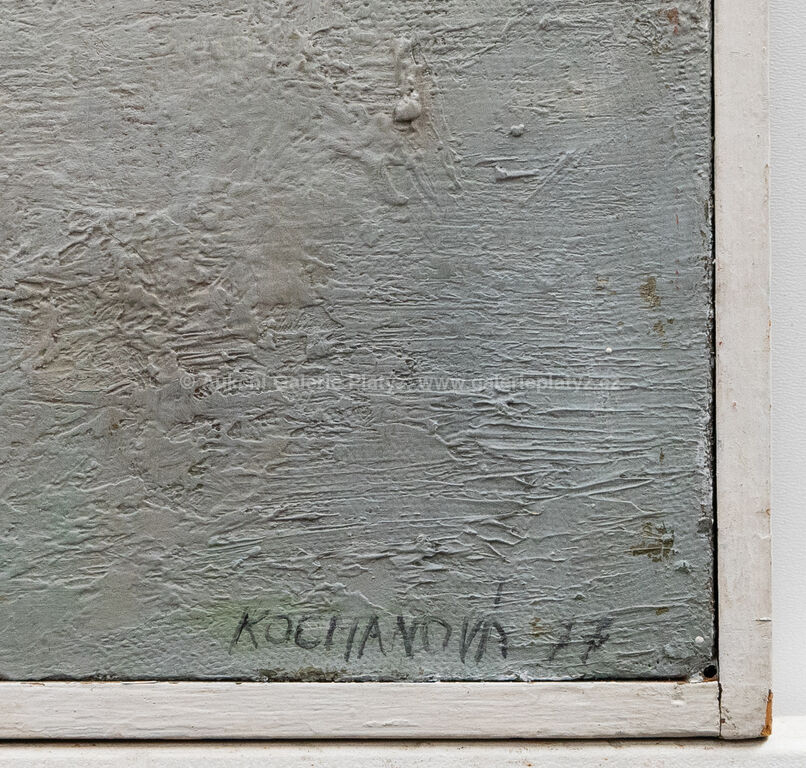 © Aukční Galerie Platýz, www.galerieplatyz.cz
KOCHANOVÁ 77